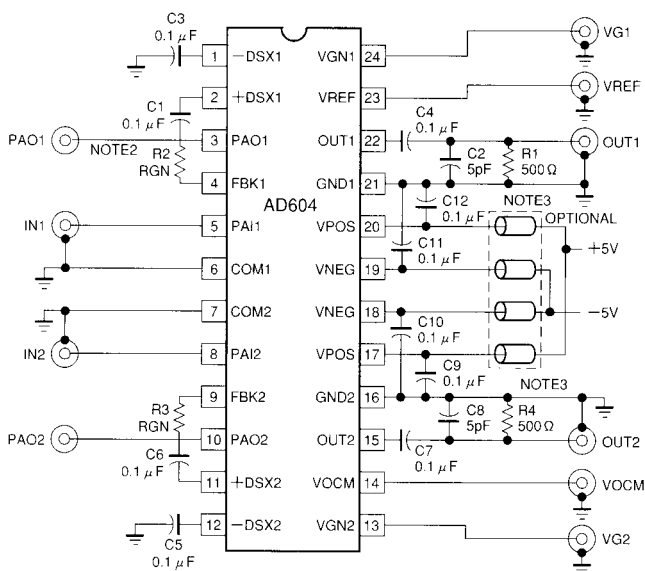 C3
0.1 µF
VG1
1 −DSX1 VGN1 24
2 +DSX1 VREF 23
VREF
C1
0.1 µF
C4
0.1 µF
PAO1
NOTE2
3 PAO1 OUT1 22
OUT1
R2
RGN
C2
5pF
R1
500Ω
4 FBK1 GND1 21
AD604
C12
0.1 µF
NOTE3
OPTIONAL
IN1
5 PAI1 VPOS 20
+5V
C11
0.1 µF
6 COM1 VNEG 19
7 COM2 VNEG 18
−5V
C10
0.1 µF
IN2
8 PAI2 VPOS 17
C9
0.1 µF
NOTE3
9 FBK2 GND2 16
R3
RGN
C8
5pF
R4
500Ω
PAO2
10 PAO2 OUT2 15
OUT2
C6
0.1 µF
C7
0.1 µF
11 +DSX2 VOCM 14
VOCM
12 −DSX2 VGN2 13
C5
0.1 µF
VG2